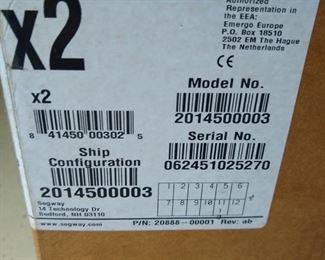 x2
Authorized
Representation in
the EEA:
Emergo Europe
P.O. Box 18510
2502 EM The Hague
The Netherlands
CE
x2
8 41450 00302 5
Model No.
2014500003
Serial No.
062451025270
Ship
Configuration
2014500003
1 2 3 4 5 6
7 8 9 10 11 12
Segway
14 Technology Dr
Bedford, NH 03110
www.segway.com
P/N: 20888-00001 Rev: ab